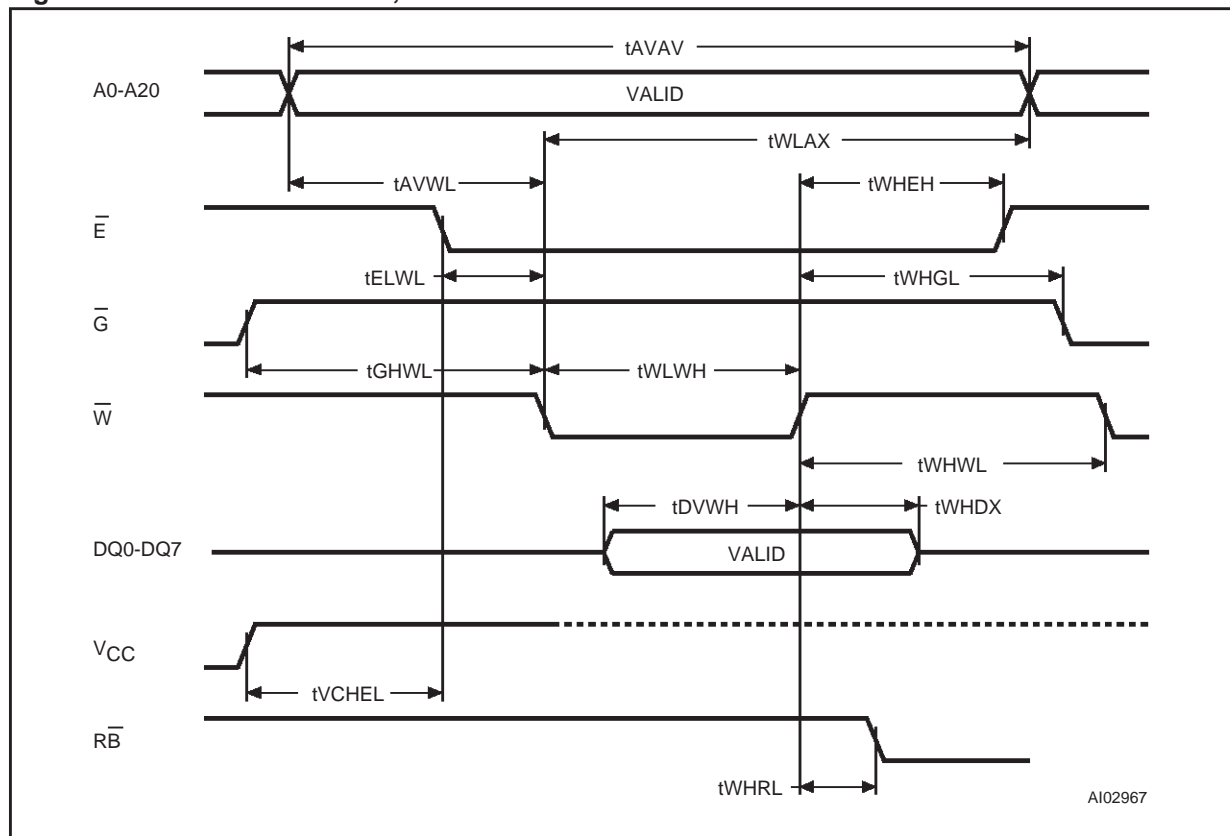 tAVAV
A0-A20
VALID
tWLAX
tAVWL
tWHEH
E̅
tELWL
tWHGL
G̅
tGHWL
tWLWH
W̅
tWHWL
tDVWH
tWHDX
DQ0-DQ7
VALID
VCC
tVCHEL
RB̅
tWHRL
AI02967